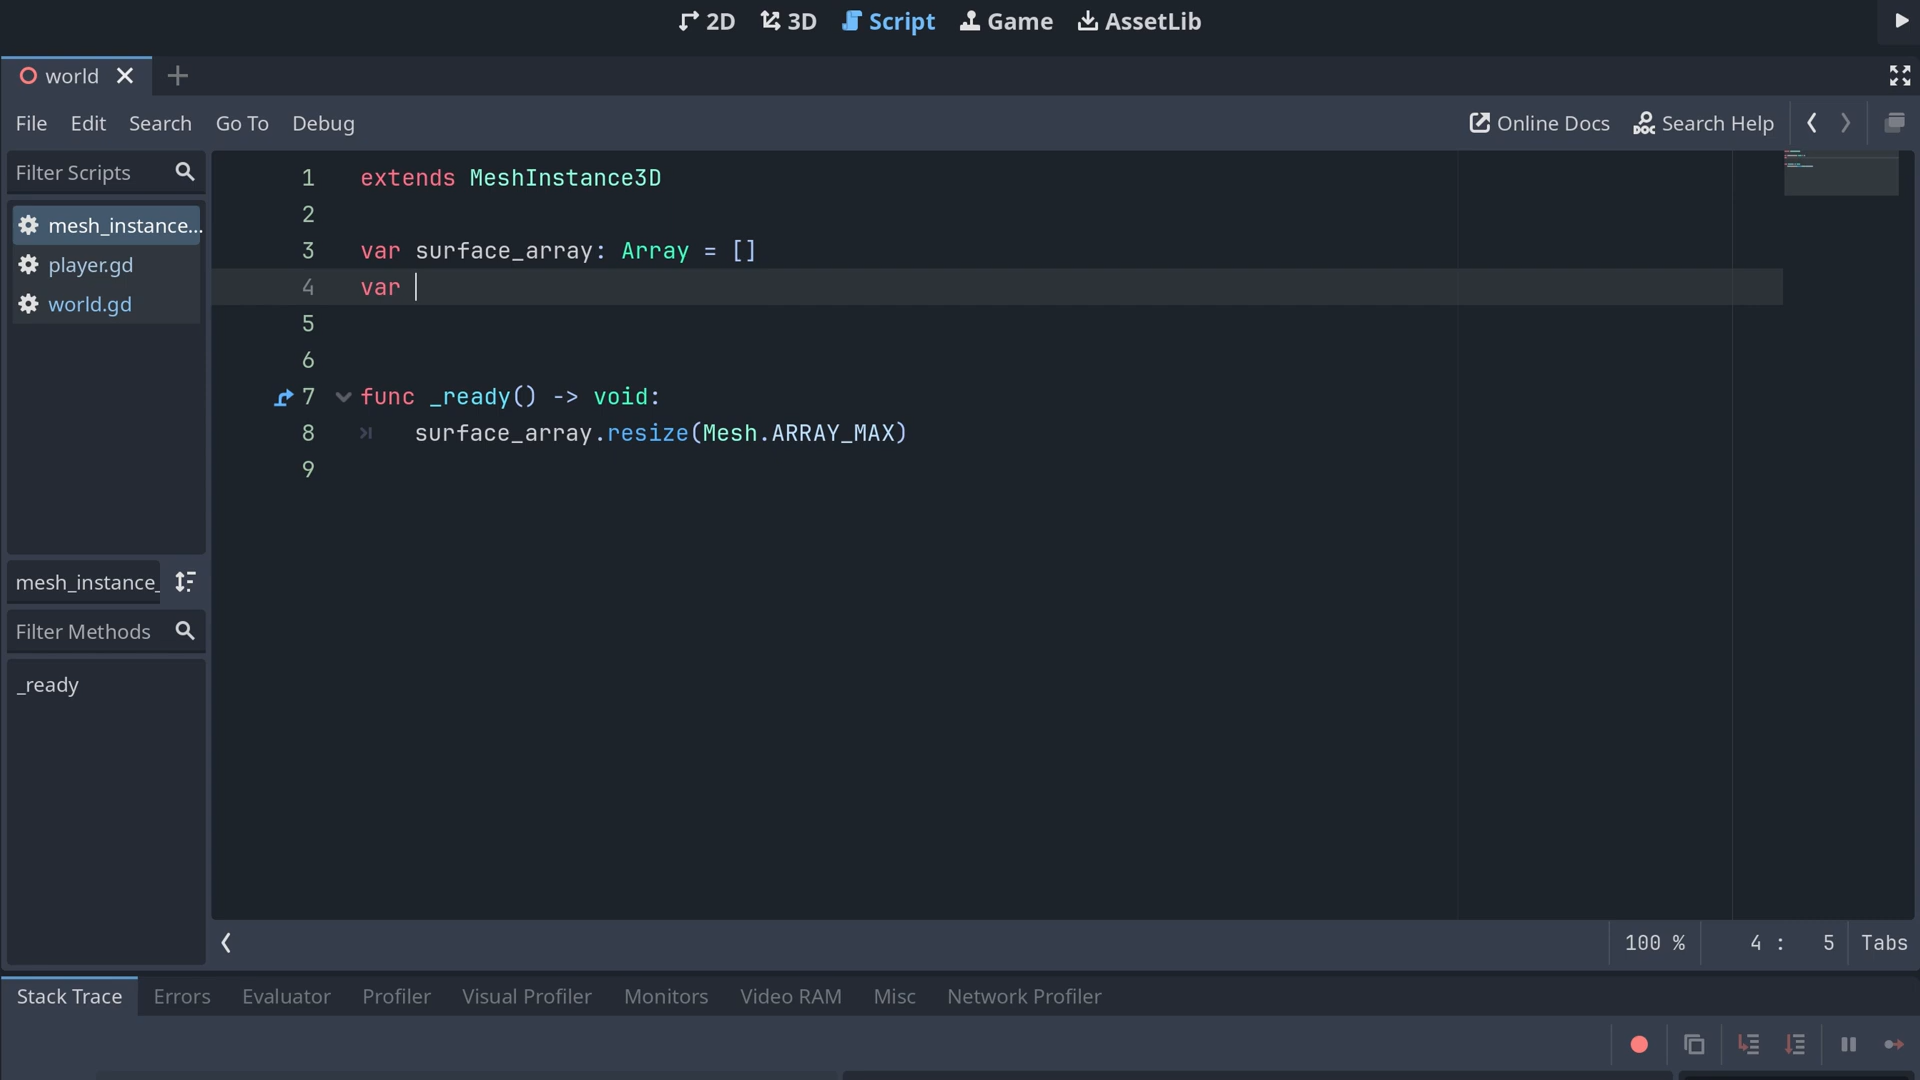 2D 3D Script Game AssetLib
world
File Edit Search Go To Debug Online Docs Search Help
Filter Scripts
mesh_instance...
player.gd
world.gd
1 extends MeshInstance3D
2
3 var surface_array: Array = []
4 var
5
6
7 func _ready() -> void:
8 surface_array.resize(Mesh.ARRAY_MAX)
9
mesh_instance_
Filter Methods
_ready
100 % 4 : 5 Tabs
Stack Trace Errors Evaluator Profiler Visual Profiler Monitors Video RAM Misc Network Profiler